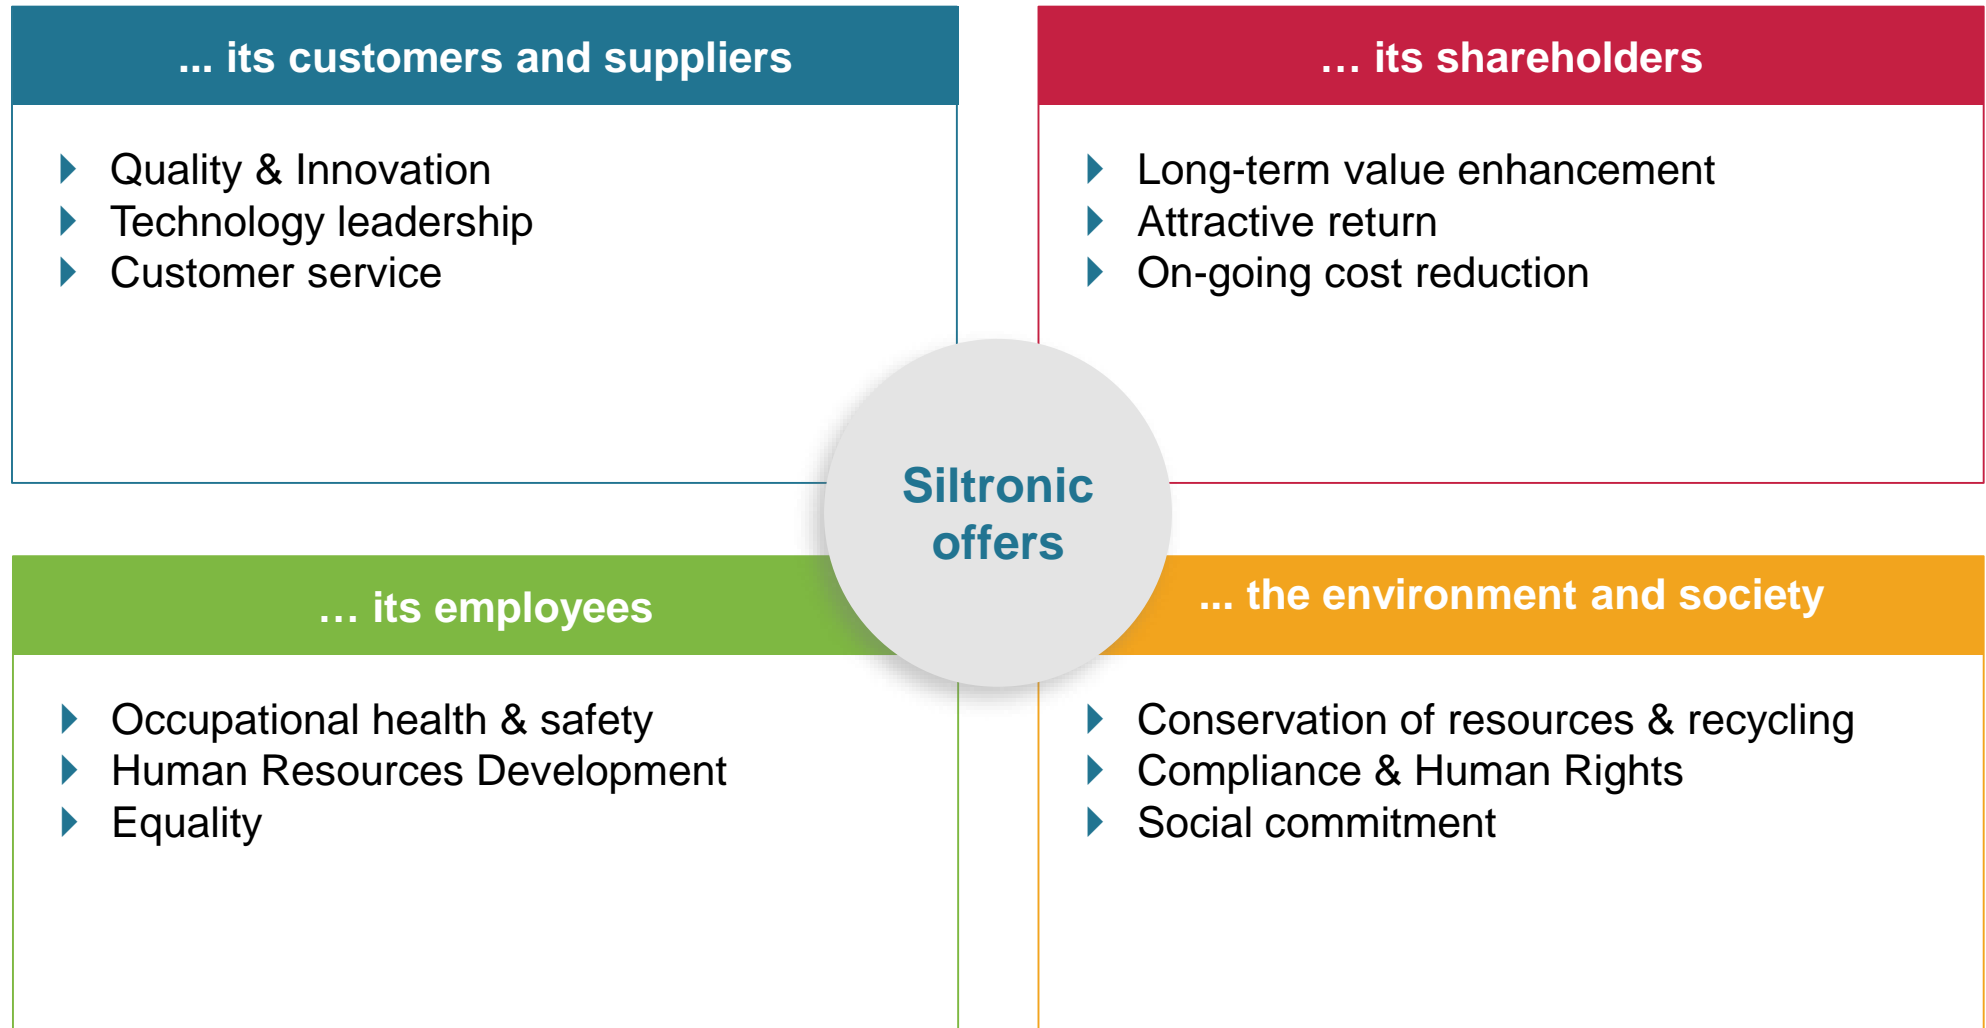 ... its customers and suppliers
Quality & Innovation
Technology leadership
Customer service
… its shareholders
Long-term value enhancement
Attractive return
On-going cost reduction
Siltronic
offers
… its employees
Occupational health & safety
Human Resources Development
Equality
... the environment and society
Conservation of resources & recycling
Compliance & Human Rights
Social commitment